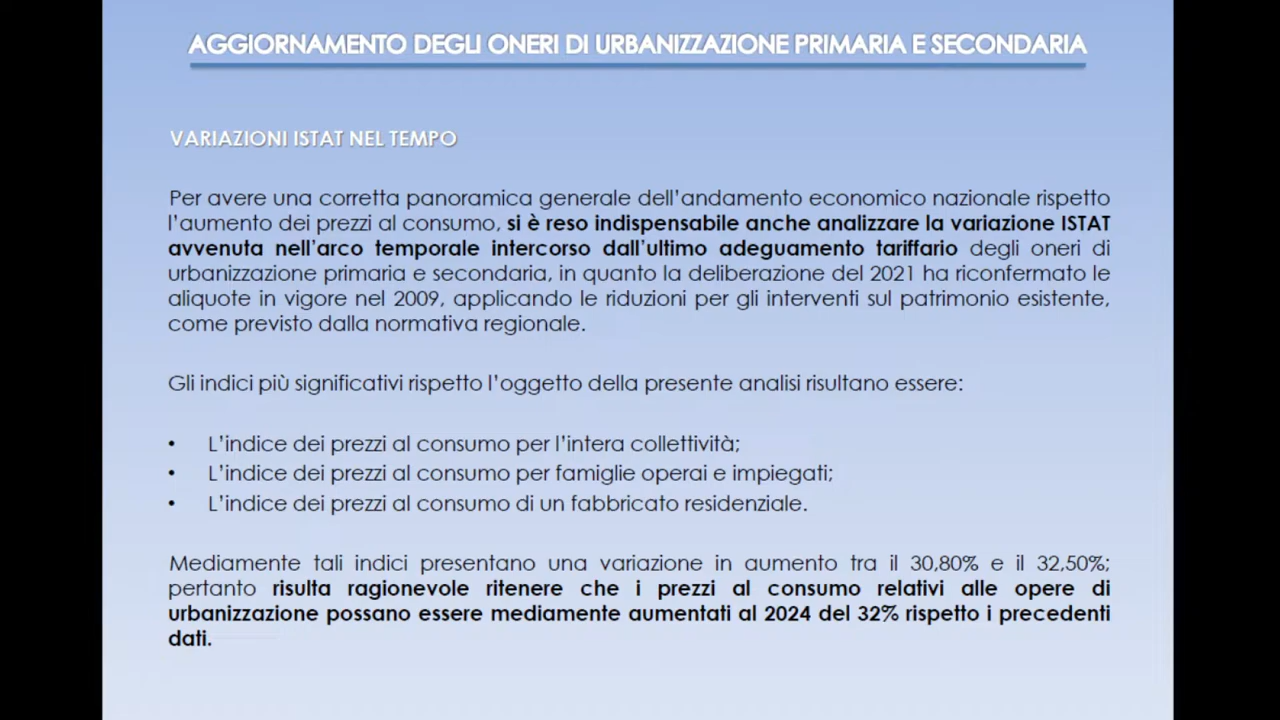 AGGIORNAMENTO DEGLI ONERI DI URBANIZZAZIONE PRIMARIA E SECONDARIA
VARIAZIONI ISTAT NEL TEMPO
Per avere una corretta panoramica generale dell'andamento economico nazionale rispetto
l'aumento dei prezzi al consumo, si è reso indispensabile anche analizzare la variazione ISTAT
avvenuta nell'arco temporale intercorso dall'ultimo adeguamento tariffario degli oneri di
urbanizzazione primaria e secondaria, in quanto la deliberazione del 2021 ha riconfermato le
aliquote in vigore nel 2009, applicando le riduzioni per gli interventi sul patrimonio esistente,
come previsto dalla normativa regionale.
Gli indici più significativi rispetto l'oggetto della presente analisi risultano essere:
• L'indice dei prezzi al consumo per l'intera collettività;
• L'indice dei prezzi al consumo per famiglie operai e impiegati;
• L'indice dei prezzi al consumo di un fabbricato residenziale.
Mediamente tali indici presentano una variazione in aumento tra il 30,80% e il 32,50%;
pertanto risulta ragionevole ritenere che i prezzi al consumo relativi alle opere di
urbanizzazione possano essere mediamente aumentati al 2024 del 32% rispetto i precedenti
dati.